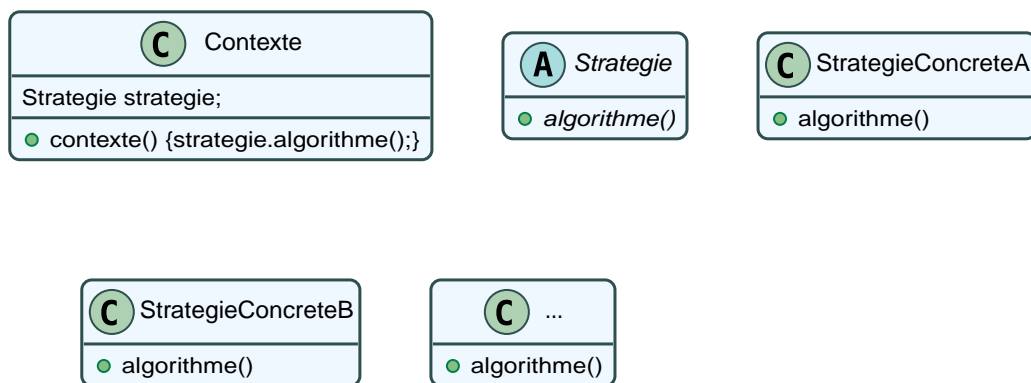 C Contexte
Strategie strategie;
contexte() {strategie.algorithme();}
A Strategie
algorithme()
C StrategieConcreteA
algorithme()
C StrategieConcreteB
algorithme()
C ...
algorithme()